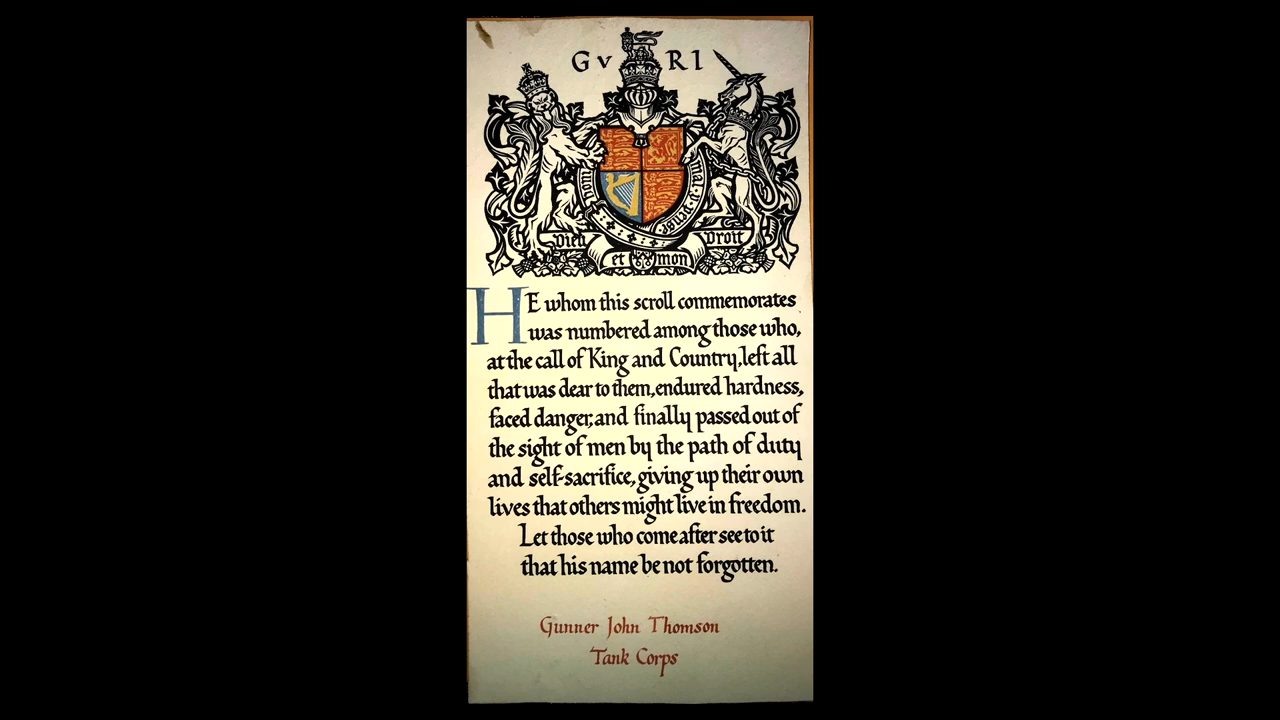 G V R I
Honi
mal·y·pense
Dieu Droit
et mon
HE whom this scroll commemorates
was numbered among those who,
at the call of King and Country, left all
that was dear to them, endured hardness,
faced danger, and finally passed out of
the sight of men by the path of duty
and self-sacrifice, giving up their own
lives that others might live in freedom.
Let those who come after see to it
that his name be not forgotten.
Gunner John Thomson
Tank Corps